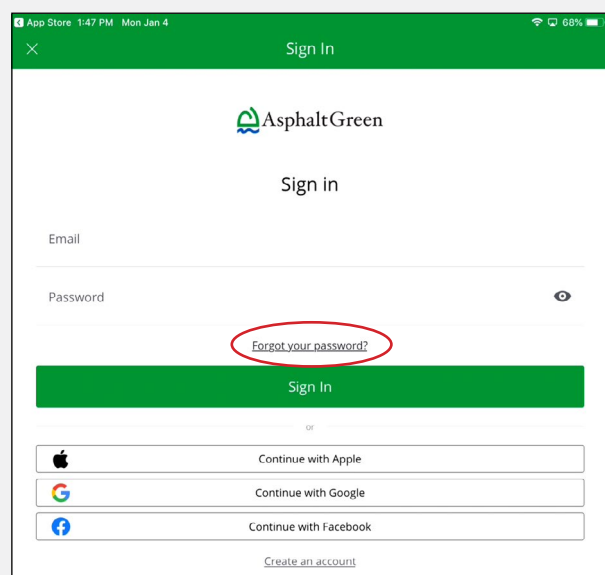 App Store 1:47 PM Mon Jan 4 68%
Sign In
AsphaltGreen
Sign in
Email
Password
Forgot your password?
Sign In
or
Continue with Apple
Continue with Google
Continue with Facebook
Create an account